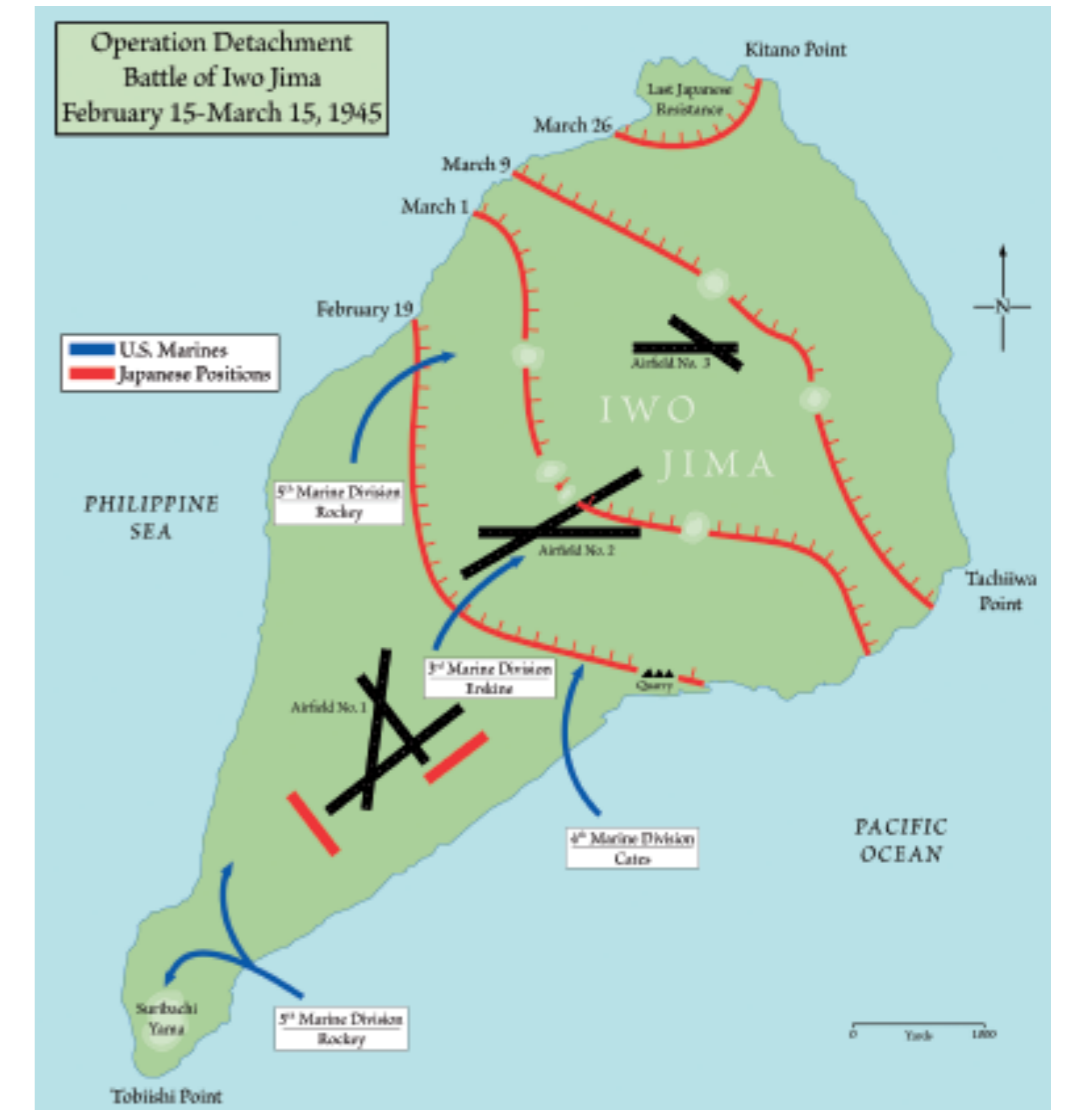 Operation Detachment
Battle of Iwo Jima
February 15-March 15, 1945
Kitano Point
Last Japanese
Resistance
March 26
March 9
March 1
February 19
N
U.S. Marines
Japanese Positions
Airfield No. 3
IWO
JIMA
PHILIPPINE
SEA
5th Marine Division
Rockey
Airfield No. 2
Tachiiwa
Point
3rd Marine Division
Erskine
Quarry
Airfield No. 1
4th Marine Division
Cates
PACIFIC
OCEAN
Suribachi
Yama
5th Marine Division
Rockey
0 Yards 1800
Tobiishi Point